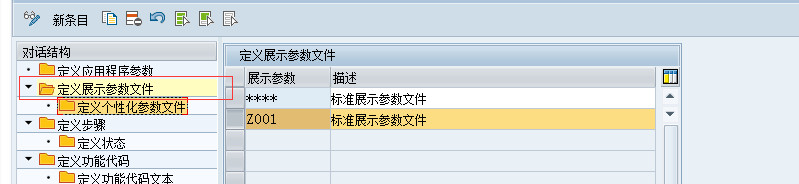 新条目
对话结构
定义应用程序参数
定义展示参数文件
定义个性化参数文件
定义步骤
定义状态
定义功能代码
定义功能代码文本
定义展示参数文件
展示参数 描述
**** 标准展示参数文件
Z001 标准展示参数文件